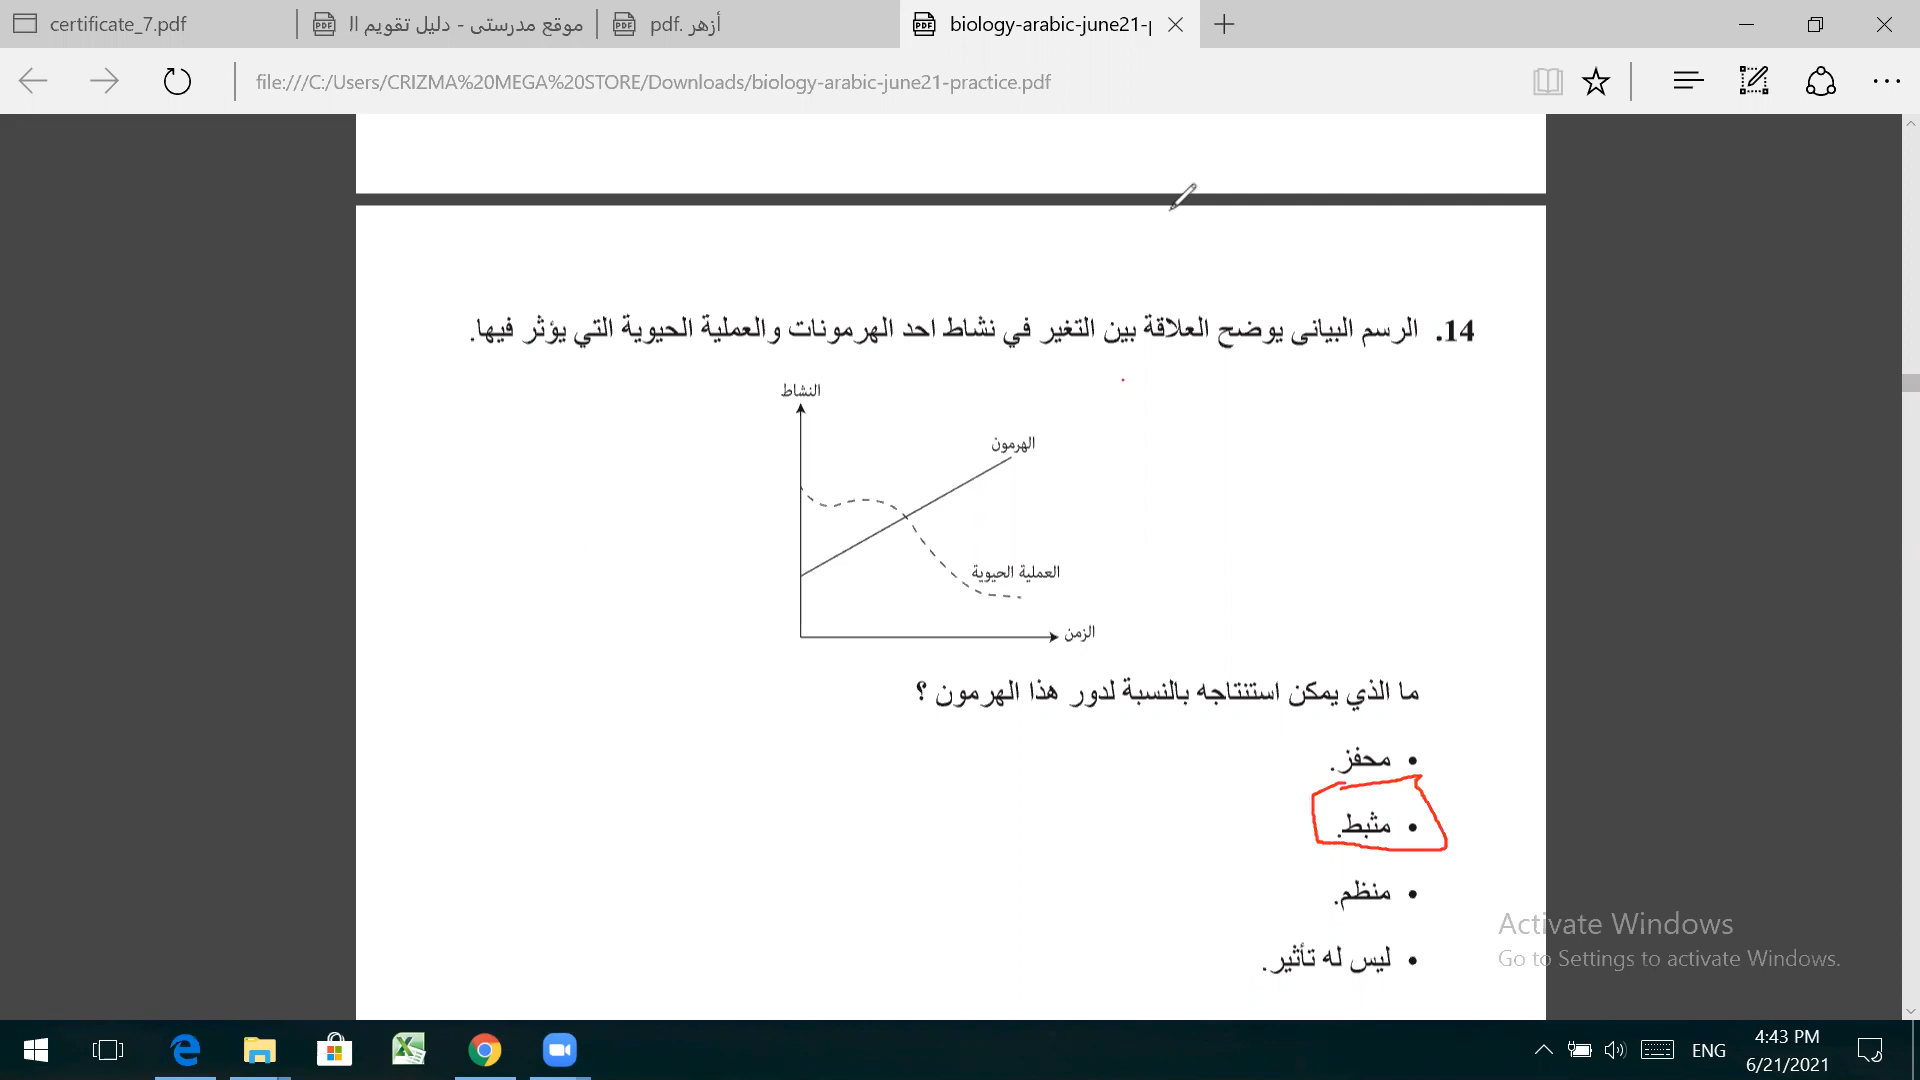 certificate_7.pdf
موقع مدرستى - دليل تقويم ال
أزهر .pdf
biology-arabic-june21-p
file:///C:/Users/CRIZMA%20MEGA%20STORE/Downloads/biology-arabic-june21-practice.pdf
14. الرسم البيانى يوضح العلاقة بين التغير في نشاط احد الهرمونات والعملية الحيوية التي يؤثر فيها.
النشاط
الهرمون
العملية الحيوية
الزمن
ما الذي يمكن استنتاجه بالنسبة لدور هذا الهرمون ؟
• محفز.
• مثبط.
• منظم.
• ليس له تأثير.
Activate Windows
Go to Settings to activate Windows.
ENG
4:43 PM
6/21/2021